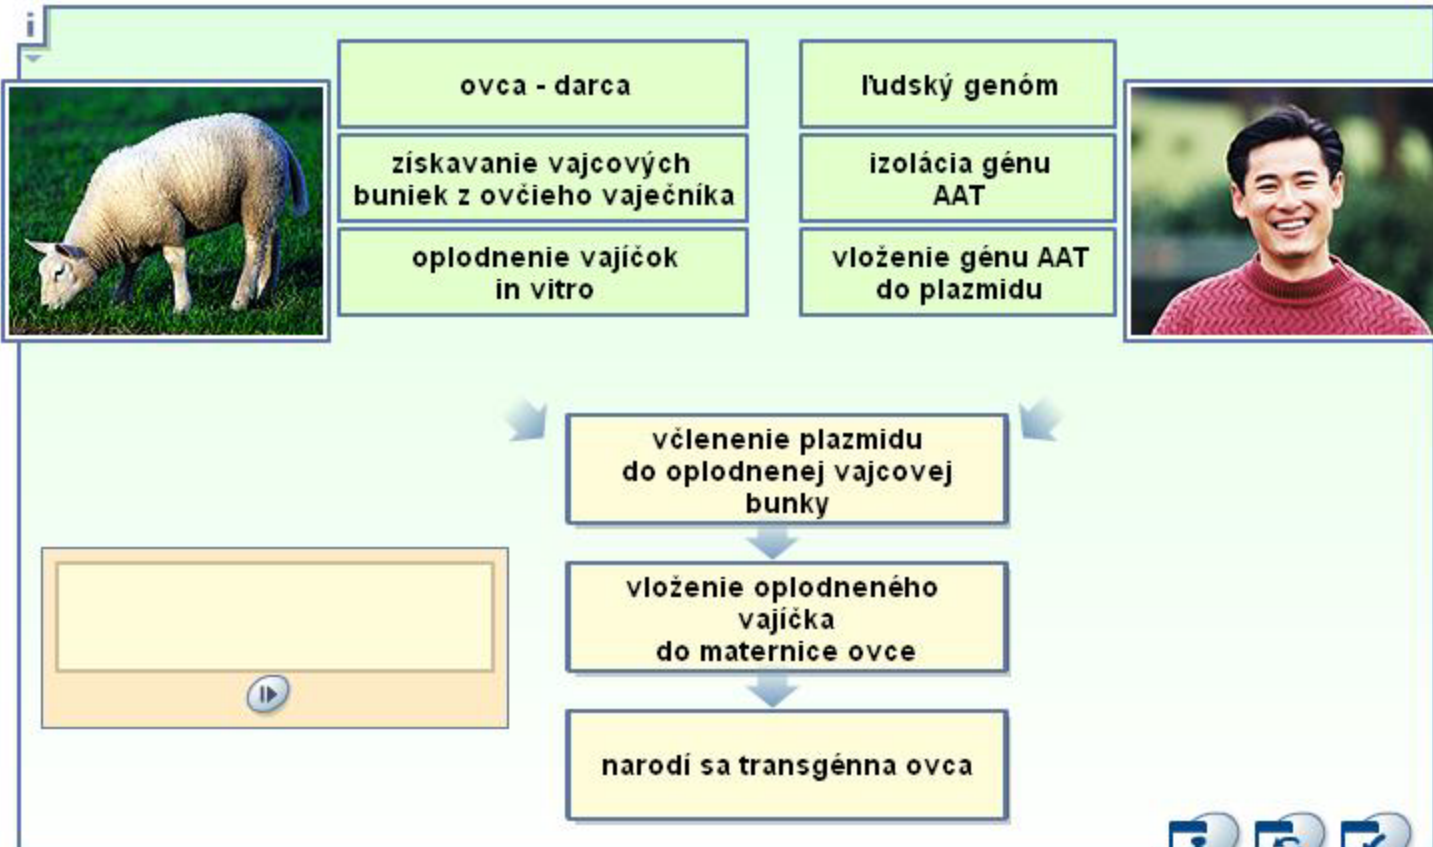 i
ovca - darca
získavanie vajcových
buniek z ovčieho vaječníka
oplodnenie vajíčok
in vitro
ľudský genóm
izolácia génu
AAT
vloženie génu AAT
do plazmidu
včlenenie plazmidu
do oplodnenej vajcovej
bunky
vloženie oplodneného
vajíčka
do maternice ovce
narodí sa transgénna ovca